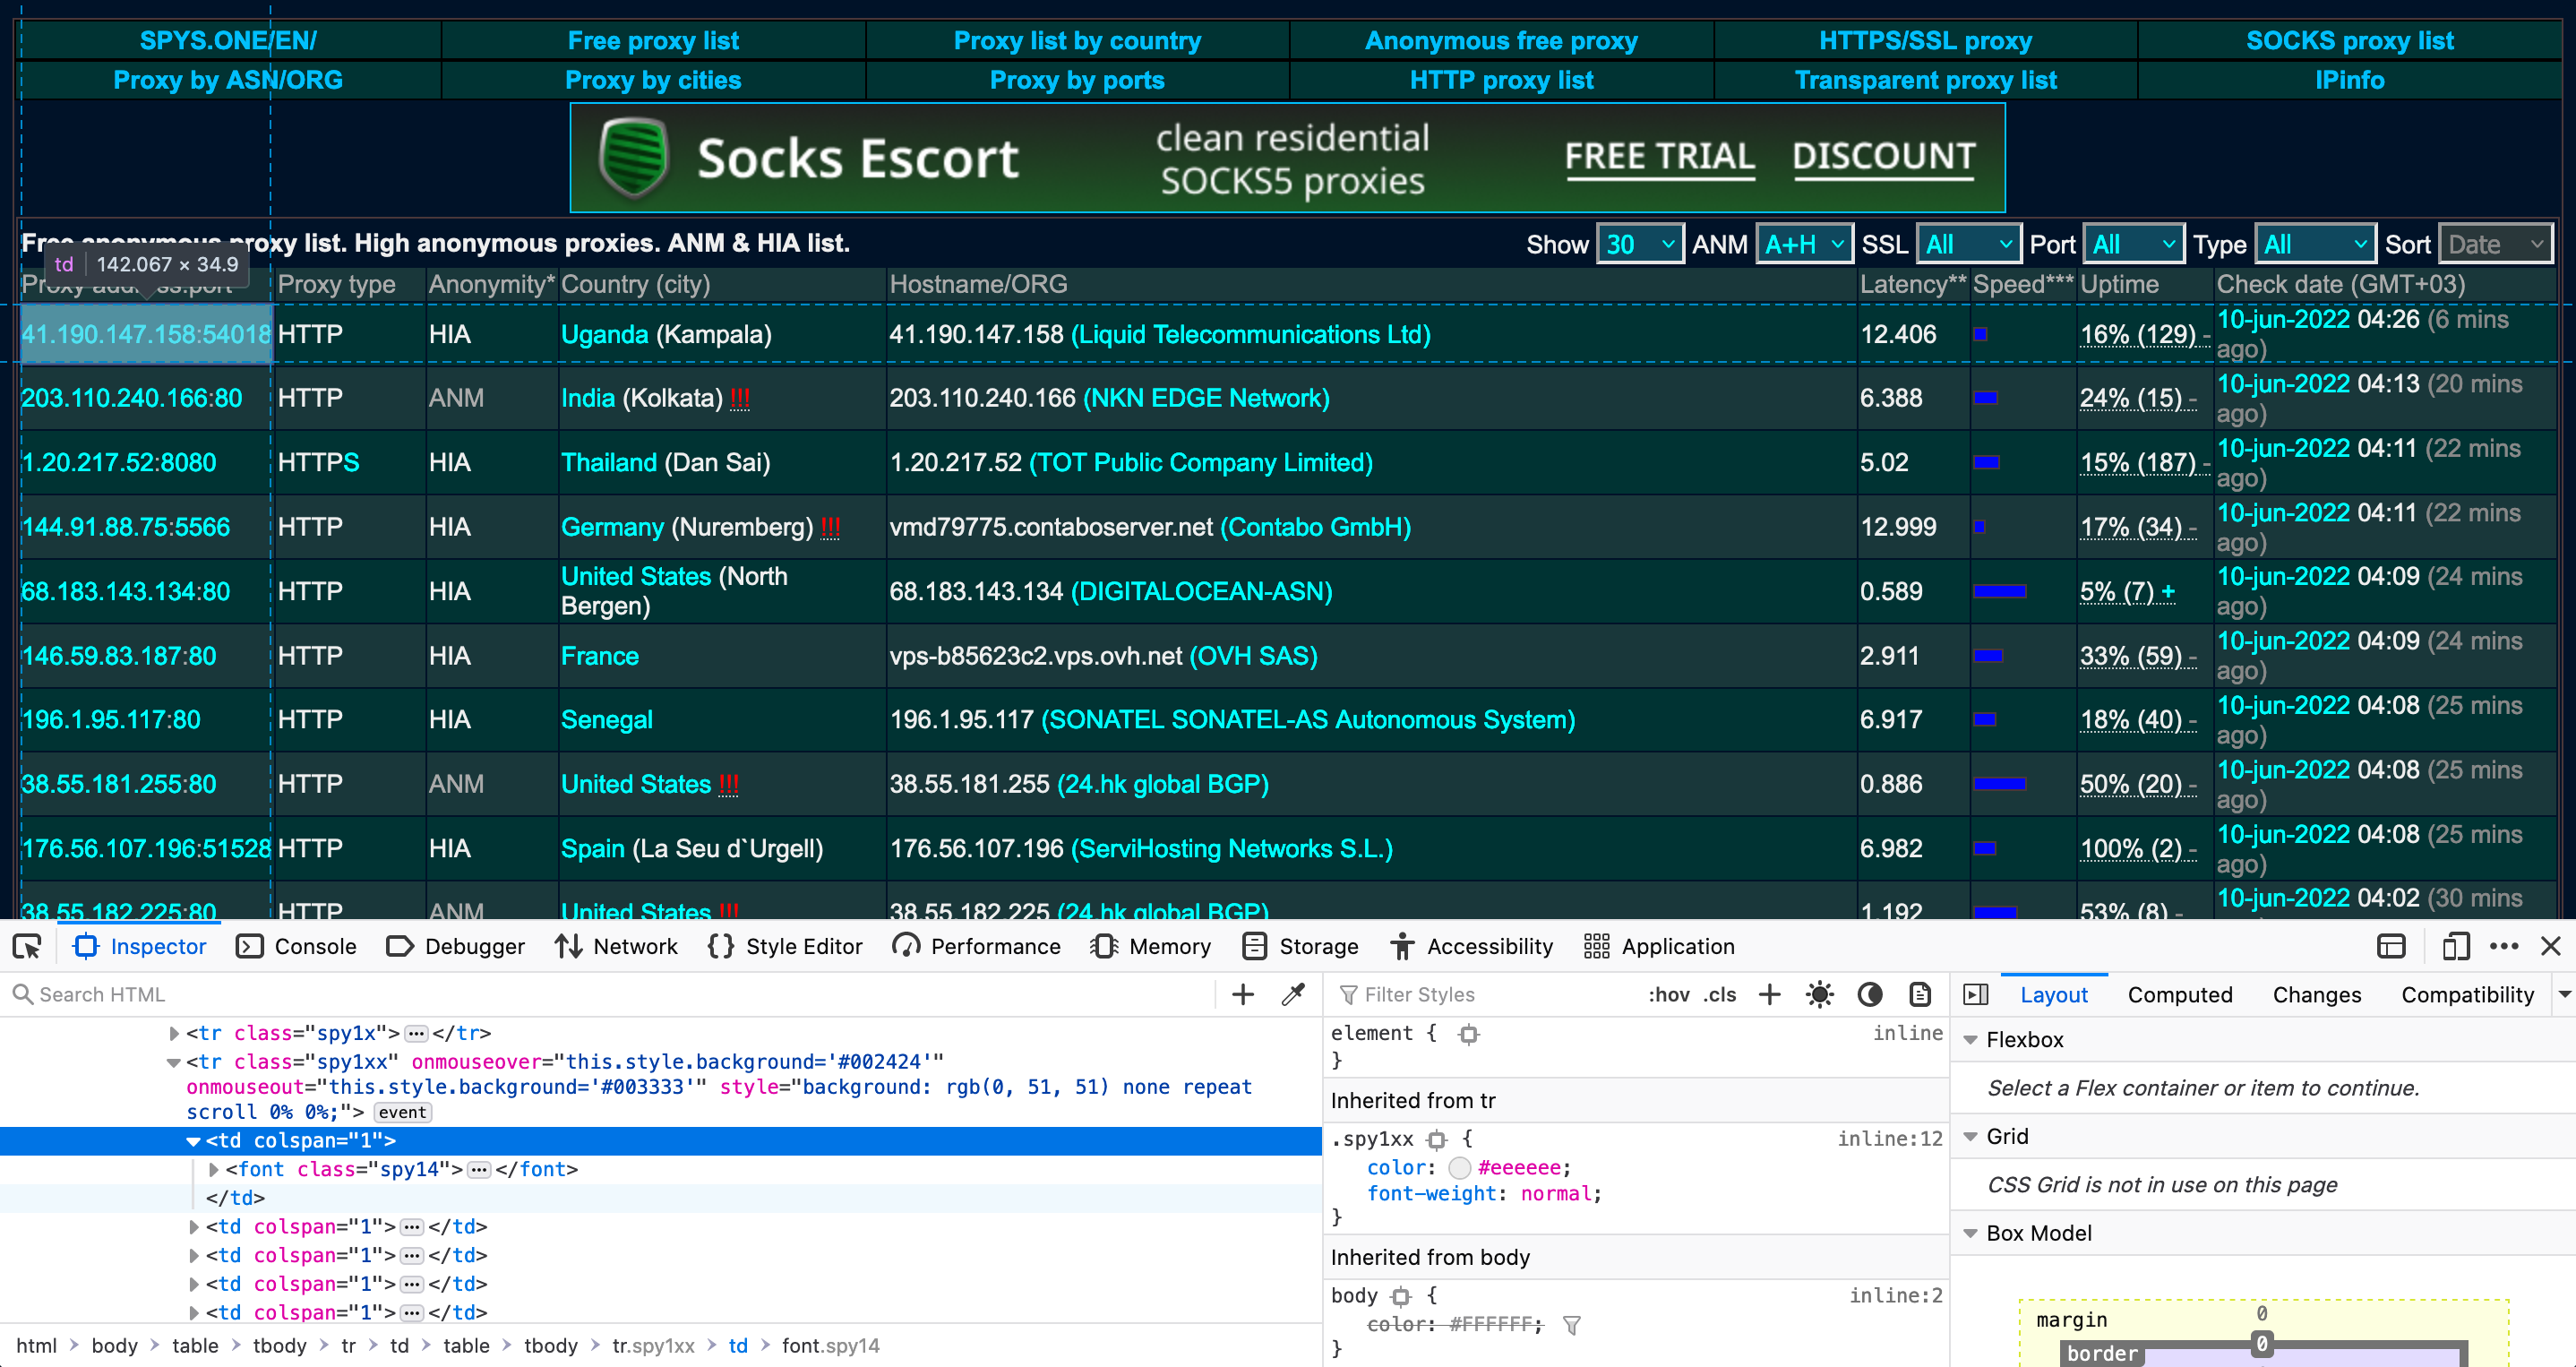 SPYS.ONE/EN/ Free proxy list Proxy list by country Anonymous free proxy HTTPS/SSL proxy SOCKS proxy list
Proxy by ASN/ORG Proxy by cities Proxy by ports HTTP proxy list Transparent proxy list IPinfo
Socks Escort clean residential SOCKS5 proxies FREE TRIAL DISCOUNT
Free anonymous proxy list. High anonymous proxies. ANM & HIA list. Show 30 ANM A+H SSL All Port All Type All Sort Date
td 142.067 × 34.9
Proxy address:port Proxy type Anonymity* Country (city) Hostname/ORG Latency** Speed*** Uptime Check date (GMT+03)
41.190.147.158:54018 HTTP HIA Uganda (Kampala) 41.190.147.158 (Liquid Telecommunications Ltd) 12.406 16% (129) - 10-jun-2022 04:26 (6 mins ago)
203.110.240.166:80 HTTP ANM India (Kolkata) !!! 203.110.240.166 (NKN EDGE Network) 6.388 24% (15) - 10-jun-2022 04:13 (20 mins ago)
1.20.217.52:8080 HTTPS HIA Thailand (Dan Sai) 1.20.217.52 (TOT Public Company Limited) 5.02 15% (187) - 10-jun-2022 04:11 (22 mins ago)
144.91.88.75:5566 HTTP HIA Germany (Nuremberg) !!! vmd79775.contaboserver.net (Contabo GmbH) 12.999 17% (34) - 10-jun-2022 04:11 (22 mins ago)
68.183.143.134:80 HTTP HIA United States (North Bergen) 68.183.143.134 (DIGITALOCEAN-ASN) 0.589 5% (7) + 10-jun-2022 04:09 (24 mins ago)
146.59.83.187:80 HTTP HIA France vps-b85623c2.vps.ovh.net (OVH SAS) 2.911 33% (59) - 10-jun-2022 04:09 (24 mins ago)
196.1.95.117:80 HTTP HIA Senegal 196.1.95.117 (SONATEL SONATEL-AS Autonomous System) 6.917 18% (40) - 10-jun-2022 04:08 (25 mins ago)
38.55.181.255:80 HTTP ANM United States !!! 38.55.181.255 (24.hk global BGP) 0.886 50% (20) - 10-jun-2022 04:08 (25 mins ago)
176.56.107.196:51528 HTTP HIA Spain (La Seu d`Urgell) 176.56.107.196 (ServiHosting Networks S.L.) 6.982 100% (2) - 10-jun-2022 04:08 (25 mins ago)
38.55.182.225:80 HTTP ANM United States !!! 38.55.182.225 (24.hk global BGP) 1.192 53% (8) - 10-jun-2022 04:02 (30 mins
Inspector Console Debugger Network Style Editor Performance Memory Storage Accessibility Application
Search HTML
<tr class="spy1x"> </tr>
<tr class="spy1xx" onmouseover="this.style.background='#002424'"
onmouseout="this.style.background='#003333'" style="background: rgb(0, 51, 51) none repeat
scroll 0% 0%;"> event
<td colspan="1">
<font class="spy14"> </font>
</td>
<td colspan="1"> </td>
<td colspan="1"> </td>
<td colspan="1"> </td>
<td colspan="1"> </td>
html body table tbody tr td table tbody tr.spy1xx td font.spy14
Filter Styles :hov .cls
element { inline
}
Inherited from tr
.spy1xx { inline:12
color: #eeeeee;
font-weight: normal;
}
Inherited from body
body { inline:2
color: #FFFFFF;
}
Layout Computed Changes Compatibility
Flexbox
Select a Flex container or item to continue.
Grid
CSS Grid is not in use on this page
Box Model
margin 0
border 0